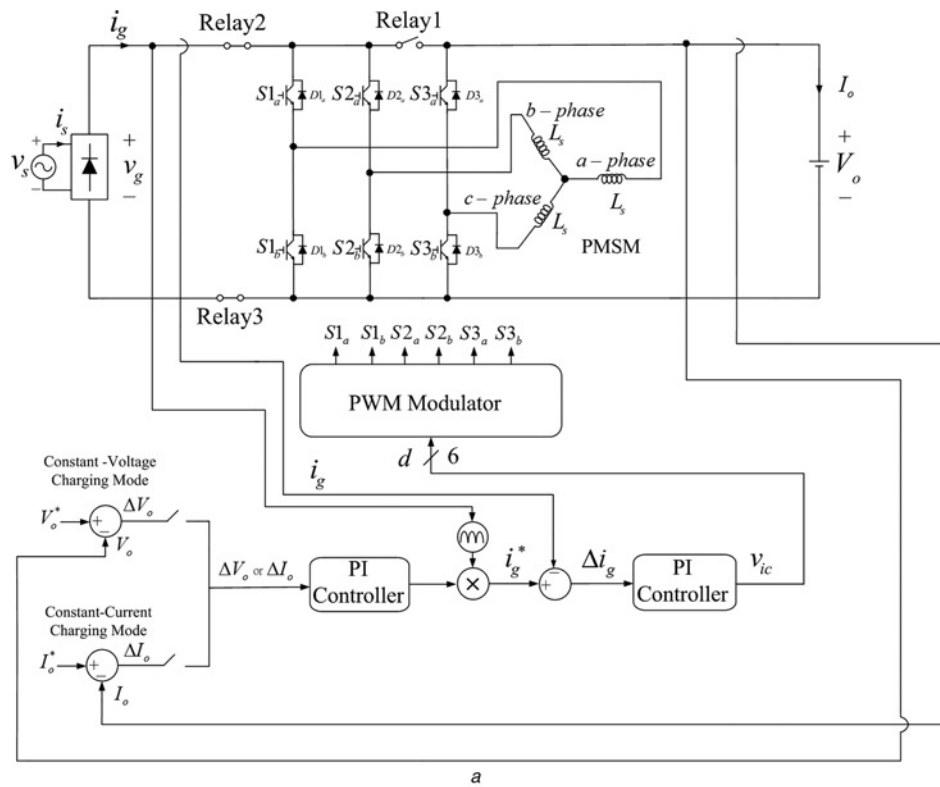 i_g
Relay2
Relay1
S1_a D1_a S2_a D2_a S3_a D3_a
b – phase
L_s
a – phase
L_s
c – phase
L_s
PMSM
I_o
+
V_o
−
i_s
+
v_s
−
+
v_g
−
S1_b D1_b S2_b D2_b S3_b D3_b
Relay3
S1_a S1_b S2_a S2_b S3_a S3_b
PWM Modulator
d 6
i_g
Constant -Voltage
Charging Mode
V_o^* + − ΔV_o
V_o
ΔV_o or ΔI_o
PI
Controller
×
i_g^*
− +
Δi_g
PI
Controller
v_ic
Constant-Current
Charging Mode
I_o^* + − ΔI_o
I_o
a